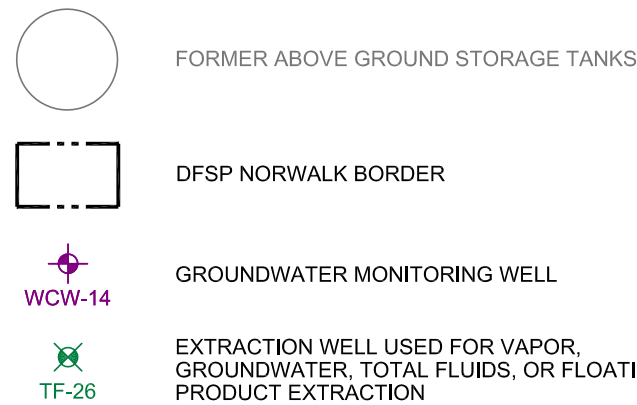 FORMER ABOVE GROUND STORAGE TANKS
DFSP NORWALK BORDER
WCW-14
GROUNDWATER MONITORING WELL
TF-26
EXTRACTION WELL USED FOR VAPOR,
GROUNDWATER, TOTAL FLUIDS, OR FLOATI
PRODUCT EXTRACTION